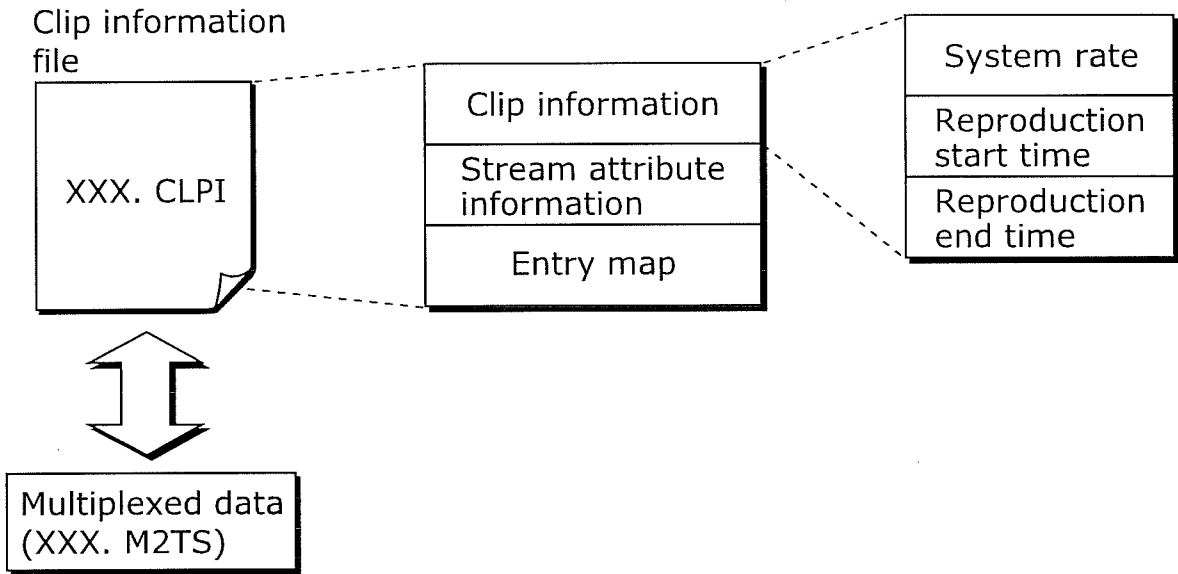 Clip information
file
XXX. CLPI
Multiplexed data
(XXX. M2TS)
Clip information
Stream attribute
information
Entry map
System rate
Reproduction
start time
Reproduction
end time